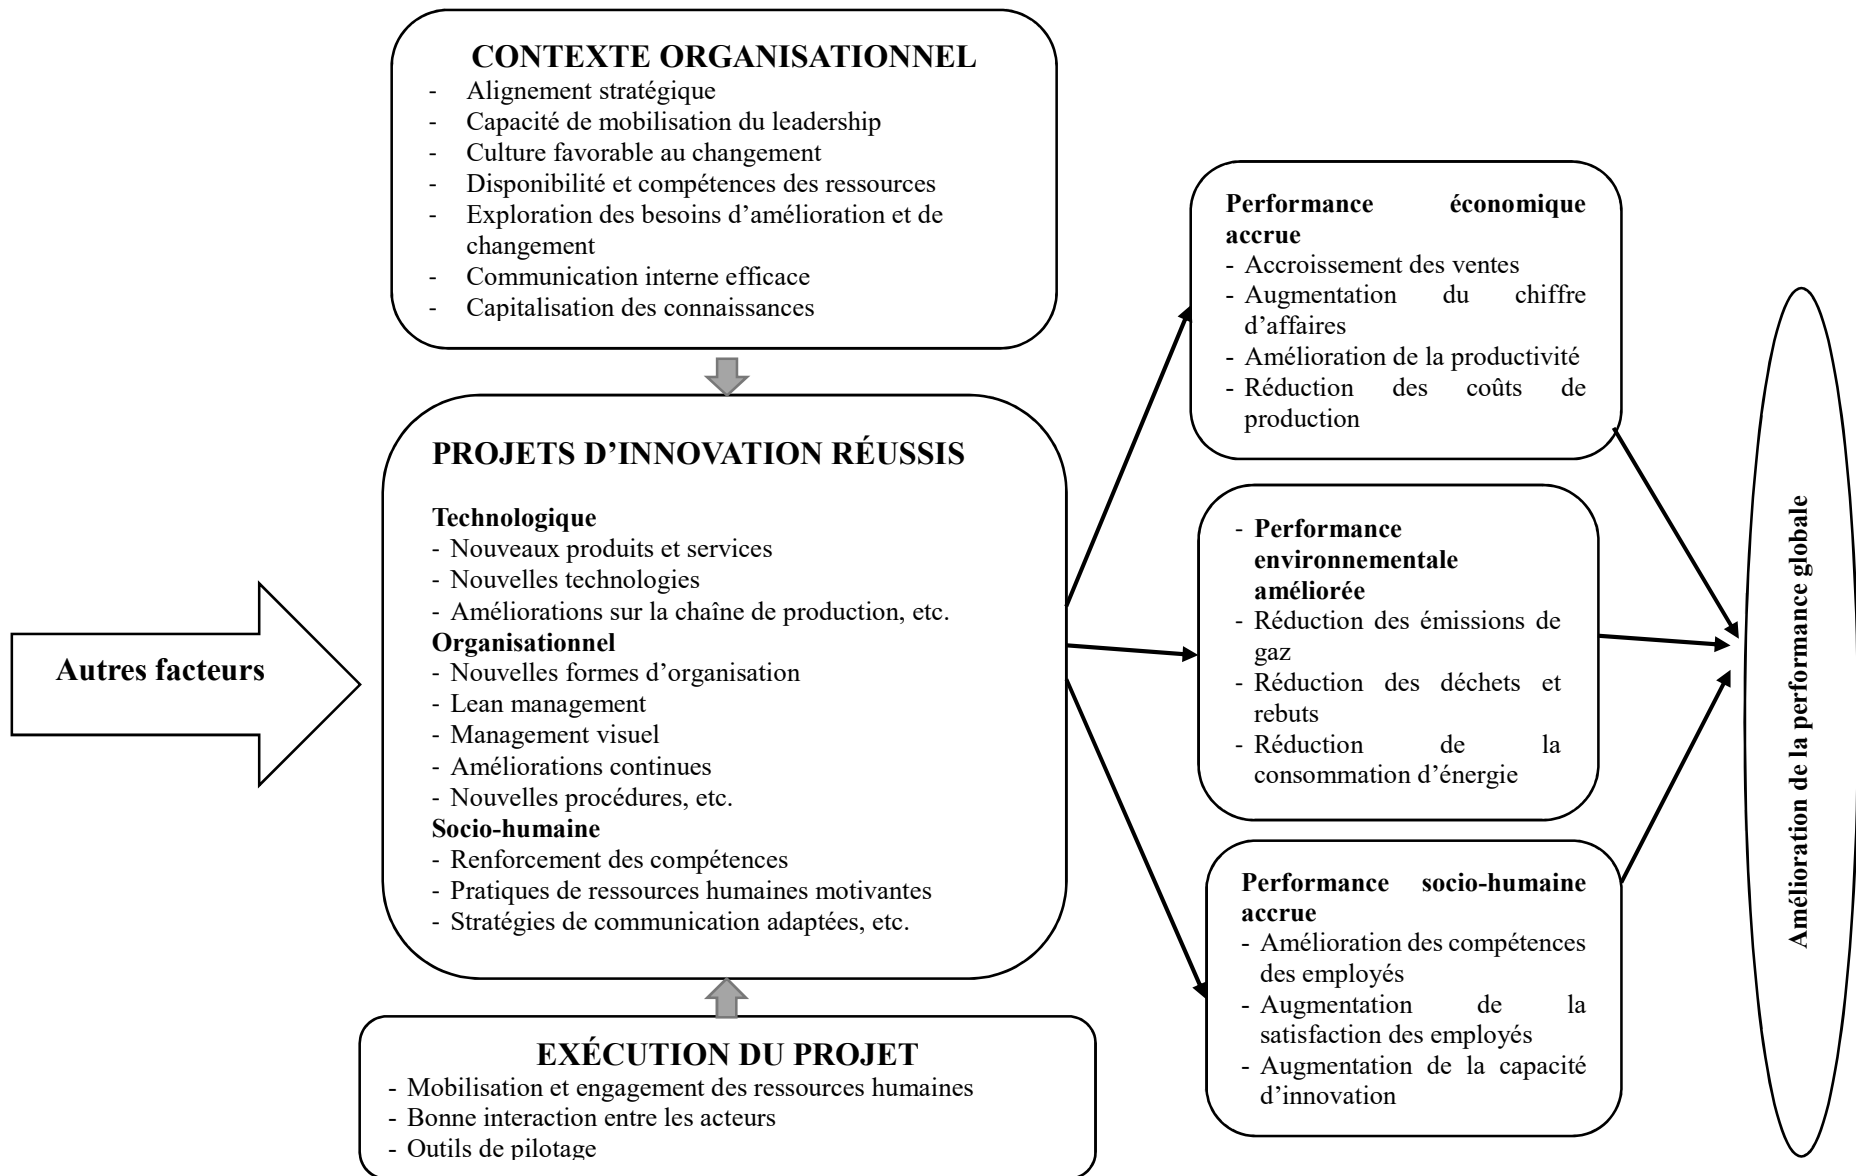 CONTEXTE ORGANISATIONNEL
- Alignement stratégique
- Capacité de mobilisation du leadership
- Culture favorable au changement
- Disponibilité et compétences des ressources
- Exploration des besoins d’amélioration et de
changement
- Communication interne efficace
- Capitalisation des connaissances
Autres facteurs
PROJETS D’INNOVATION RÉUSSIS
Technologique
- Nouveaux produits et services
- Nouvelles technologies
- Améliorations sur la chaîne de production, etc.
Organisationnel
- Nouvelles formes d’organisation
- Lean management
- Management visuel
- Améliorations continues
- Nouvelles procédures, etc.
Socio-humaine
- Renforcement des compétences
- Pratiques de ressources humaines motivantes
- Stratégies de communication adaptées, etc.
EXÉCUTION DU PROJET
- Mobilisation et engagement des ressources humaines
- Bonne interaction entre les acteurs
- Outils de pilotage
Performance économique
accrue
- Accroissement des ventes
- Augmentation du chiffre
d’affaires
- Amélioration de la productivité
- Réduction des coûts de
production
- Performance
environnementale
améliorée
- Réduction des émissions de
gaz
- Réduction des déchets et
rebuts
- Réduction de la
consommation d’énergie
Performance socio-humaine
accrue
- Amélioration des compétences
des employés
- Augmentation de la
satisfaction des employés
- Augmentation de la capacité
d’innovation
Amélioration de la performance globale